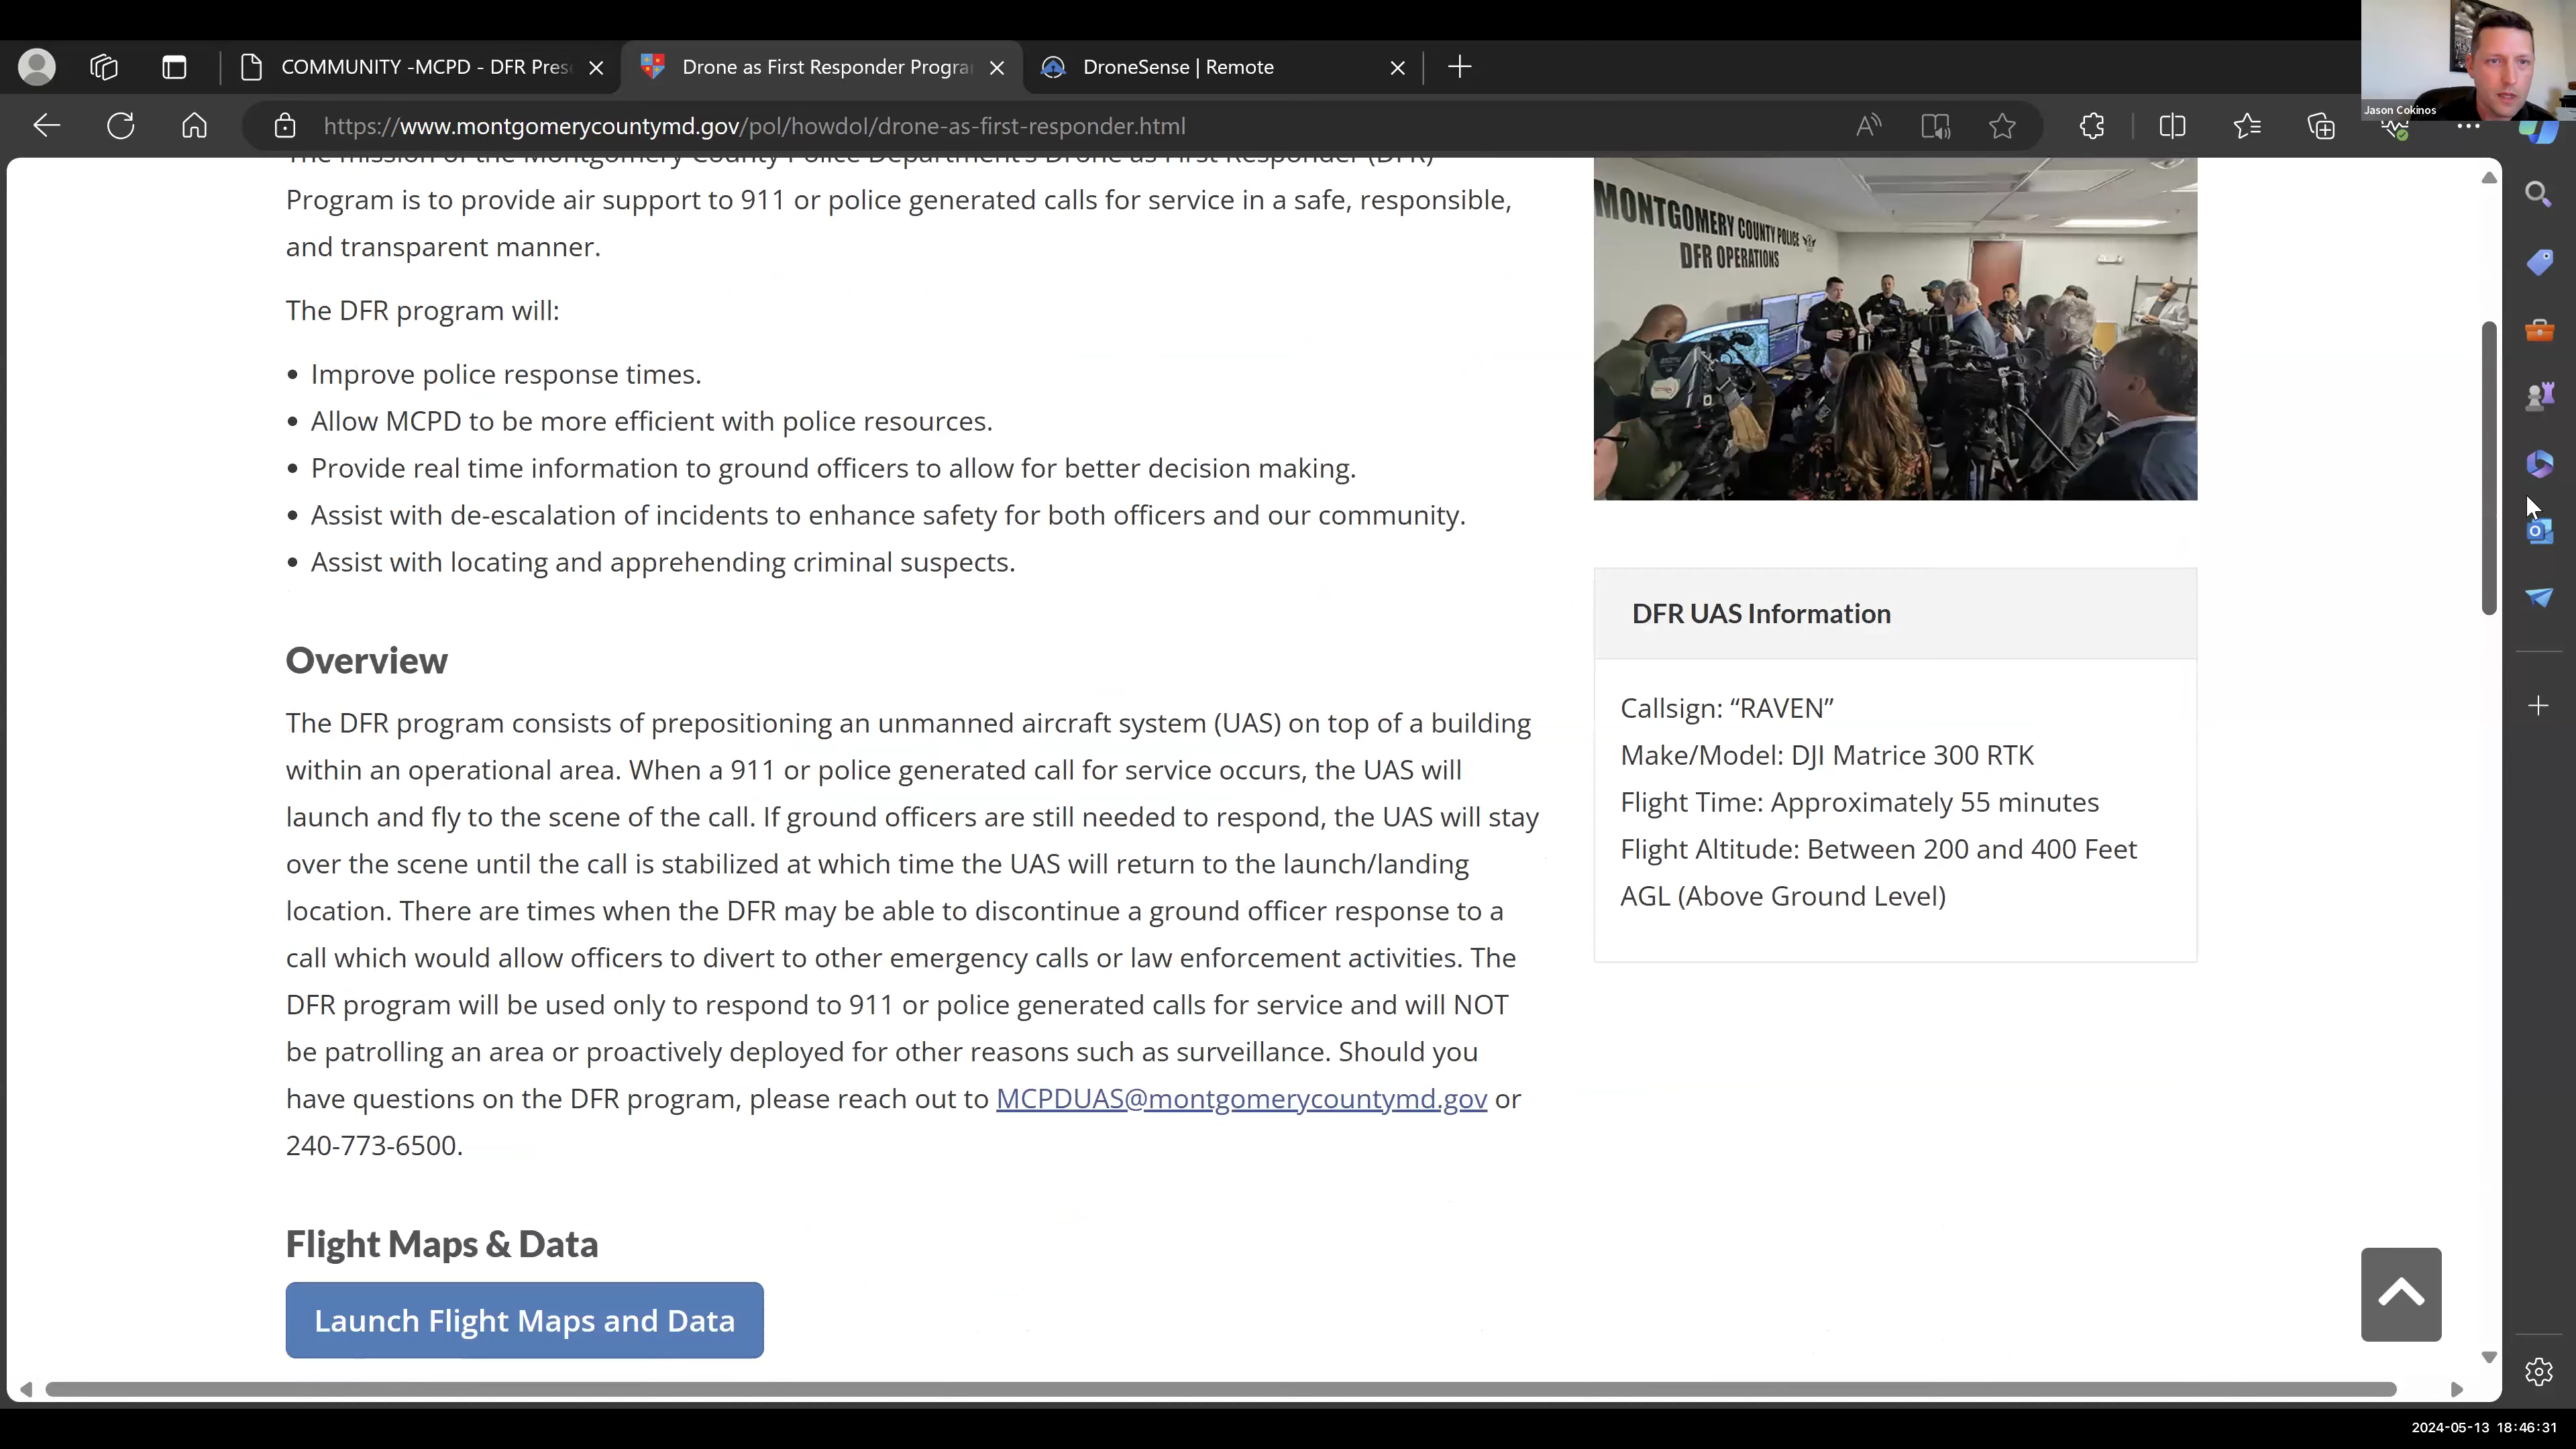 COMMUNITY -MCPD - DFR Pres
Drone as First Responder Progra
DroneSense | Remote
Jason Cokinos
https://www.montgomerycountymd.gov/pol/howdoI/drone-as-first-responder.html
The mission of the Montgomery County Police Department's Drone as First Responder (DFR)
Program is to provide air support to 911 or police generated calls for service in a safe, responsible,
and transparent manner.
The DFR program will:
Improve police response times.
Allow MCPD to be more efficient with police resources.
Provide real time information to ground officers to allow for better decision making.
Assist with de-escalation of incidents to enhance safety for both officers and our community.
Assist with locating and apprehending criminal suspects.
Overview
The DFR program consists of prepositioning an unmanned aircraft system (UAS) on top of a building
within an operational area. When a 911 or police generated call for service occurs, the UAS will
launch and fly to the scene of the call. If ground officers are still needed to respond, the UAS will stay
over the scene until the call is stabilized at which time the UAS will return to the launch/landing
location. There are times when the DFR may be able to discontinue a ground officer response to a
call which would allow officers to divert to other emergency calls or law enforcement activities. The
DFR program will be used only to respond to 911 or police generated calls for service and will NOT
be patrolling an area or proactively deployed for other reasons such as surveillance. Should you
have questions on the DFR program, please reach out to MCPDUAS@montgomerycountymd.gov or
240-773-6500.
Flight Maps & Data
Launch Flight Maps and Data
MONTGOMERY COUNTY POLICE
DFR OPERATIONS
DFR UAS Information
Callsign: “RAVEN”
Make/Model: DJI Matrice 300 RTK
Flight Time: Approximately 55 minutes
Flight Altitude: Between 200 and 400 Feet
AGL (Above Ground Level)
2024-05-13 18:46:31